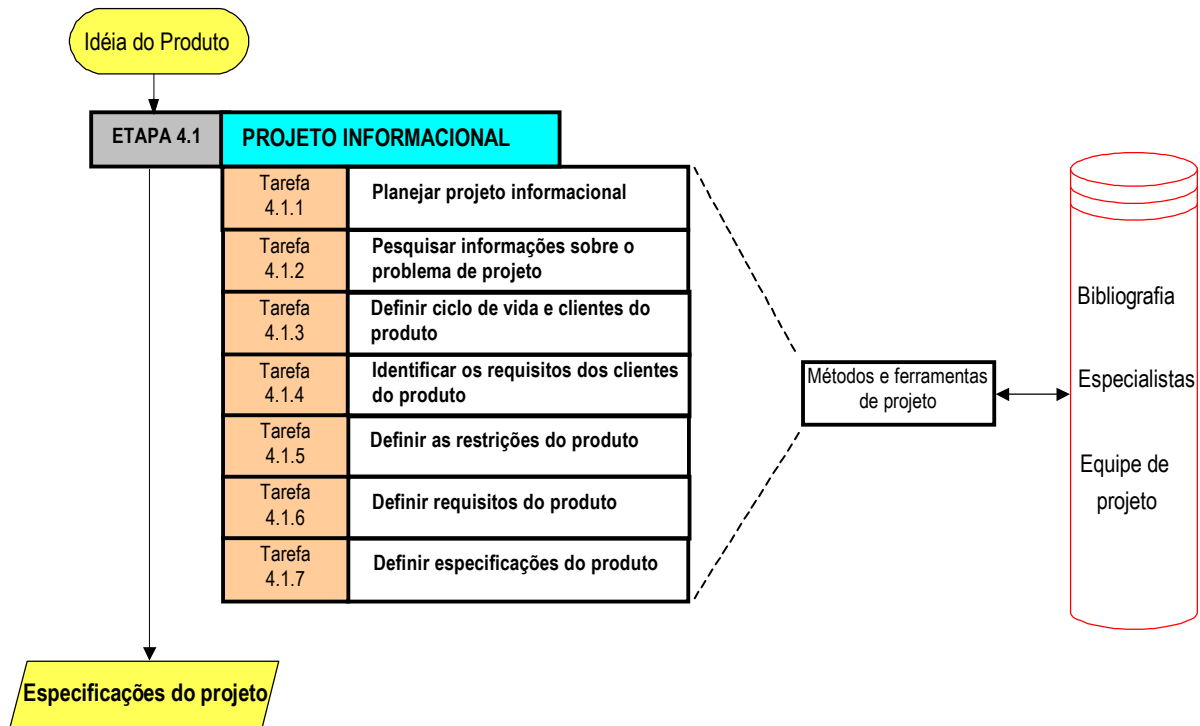 Idéia do Produto
ETAPA 4.1
PROJETO INFORMACIONAL
Tarefa
4.1.1
Planejar projeto informacional
Tarefa
4.1.2
Pesquisar informações sobre o
problema de projeto
Tarefa
4.1.3
Definir ciclo de vida e clientes do
produto
Tarefa
4.1.4
Identificar os requisitos dos clientes
do produto
Tarefa
4.1.5
Definir as restrições do produto
Tarefa
4.1.6
Definir requisitos do produto
Tarefa
4.1.7
Definir especificações do produto
Métodos e ferramentas
de projeto
Bibliografia
Especialistas
Equipe de
projeto
Especificações do projeto